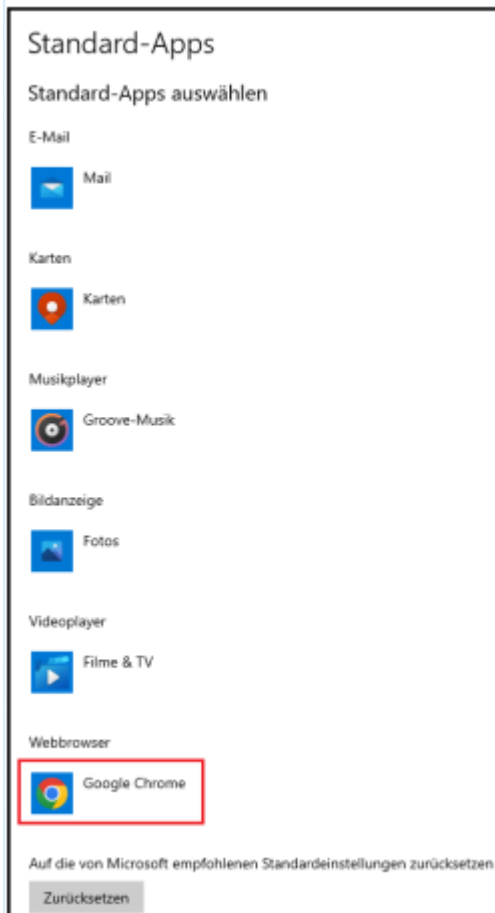 Standard-Apps
Standard-Apps auswählen
E-Mail
Mail
Karten
Karten
Musikplayer
Groove-Musik
Bildanzeige
Fotos
Videoplayer
Filme & TV
Webbrowser
Google Chrome
Auf die von Microsoft empfohlenen Standardeinstellungen zurücksetzen
Zurücksetzen